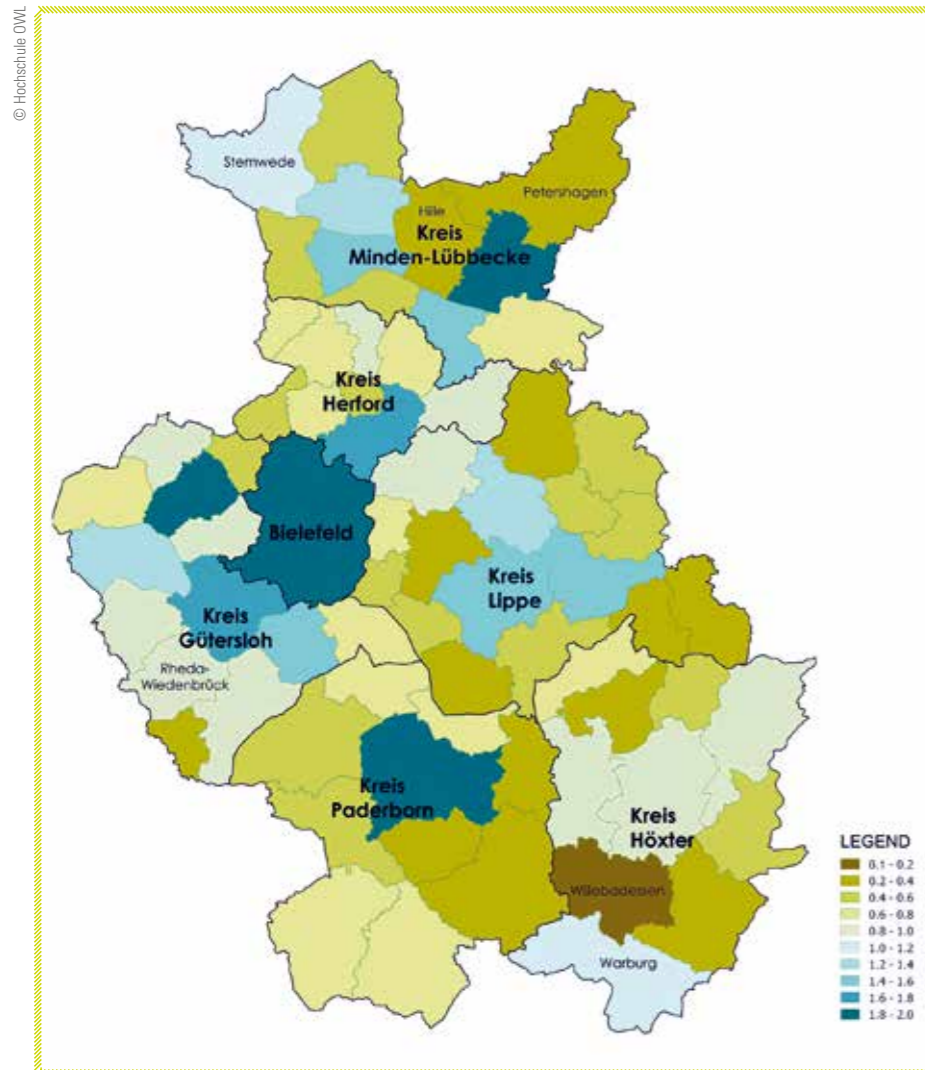 © Hochschule OWL
Stemwede
Petershagen
Hille
Kreis
Minden-Lübbecke
Kreis
Herford
Bielefeld
Kreis
Lippe
Kreis
Gütersloh
Rheda-
Wiedenbrück
Kreis
Paderborn
Kreis
Höxter
Willebadessen
Warburg
LEGEND
0.1 - 0.2
0.2 - 0.4
0.4 - 0.6
0.6 - 0.8
0.8 - 1.0
1.0 - 1.2
1.2 - 1.4
1.4 - 1.6
1.6 - 1.8
1.8 - 2.0